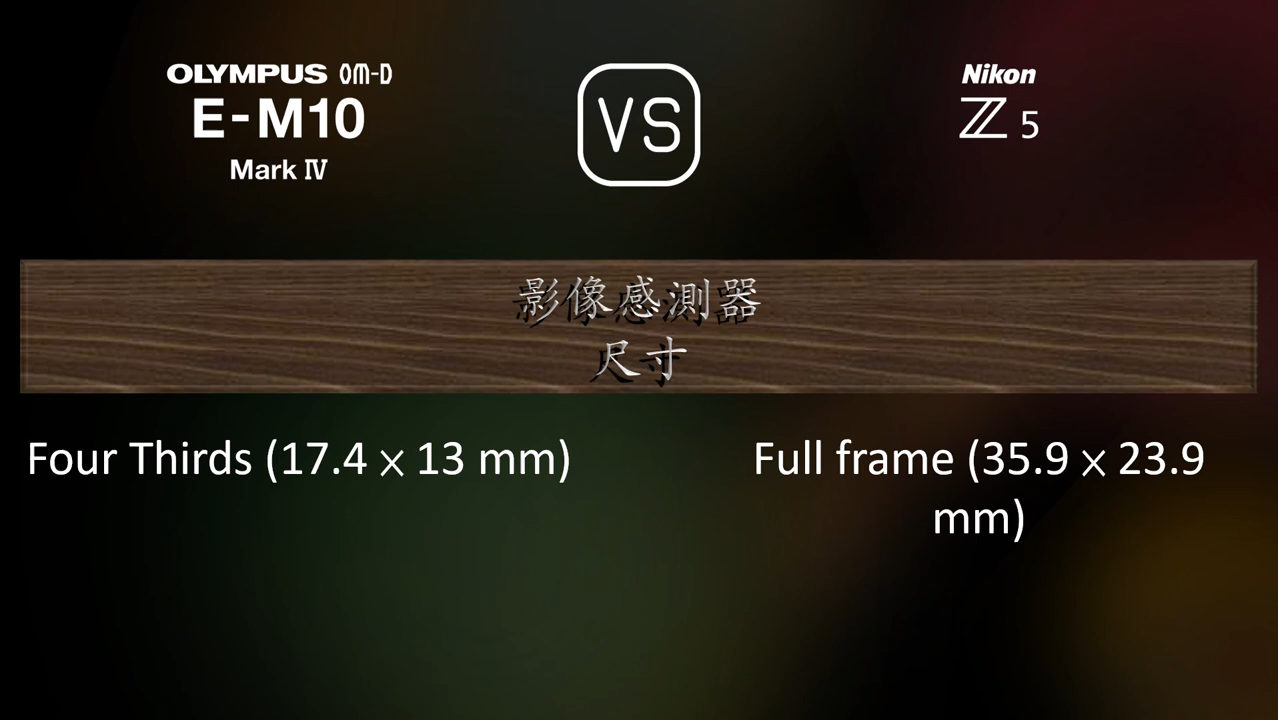 OLYMPUS OM-D
E-M10
Mark IV
VS
Nikon
Z 5
影像感測器
尺寸
Four Thirds (17.4 x 13 mm)
Full frame (35.9 x 23.9
mm)